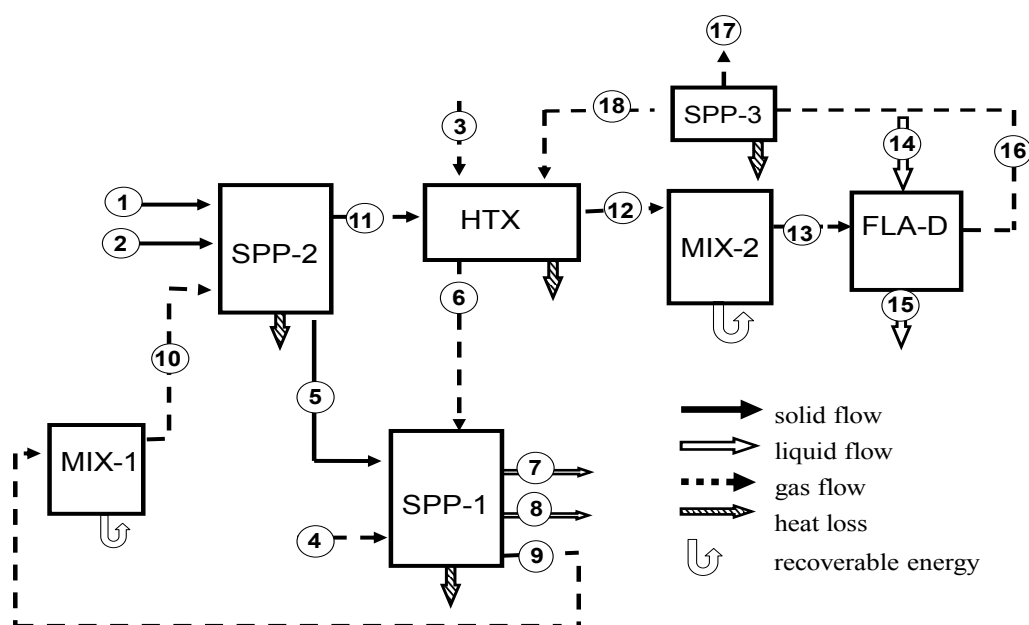 17
SPP-3
18
3
14
16
1
2
SPP-2
11
HTX
12
MIX-2
13
FLA-D
6
15
10
5
MIX-1
SPP-1
7
8
9
4
solid flow
liquid flow
gas flow
heat loss
recoverable energy